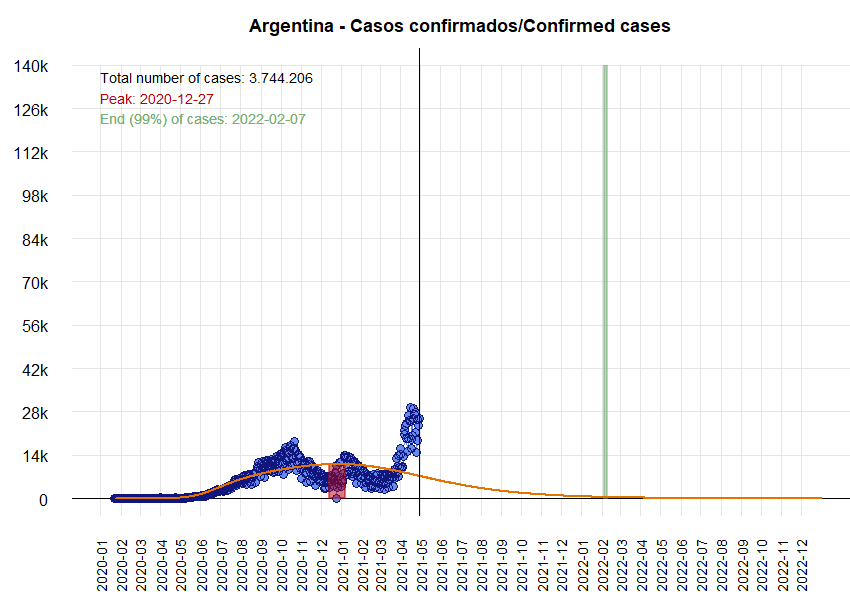 Argentina - Casos confirmados/Confirmed cases
140k
126k
112k
98k
84k
70k
56k
42k
28k
14k
0
Total number of cases: 3.744.206
Peak: 2020-12-27
End (99%) of cases: 2022-02-07
2020-01
2020-02
2020-03
2020-04
2020-05
2020-06
2020-07
2020-08
2020-09
2020-10
2020-11
2020-12
2021-01
2021-03
2021-04
2021-05
2021-06
2021-07
2021-08
2021-09
2021-10
2021-11
2021-12
2022-01
2022-02
2022-03
2022-04
2022-05
2022-06
2022-07
2022-08
2022-09
2022-10
2022-11
2022-12